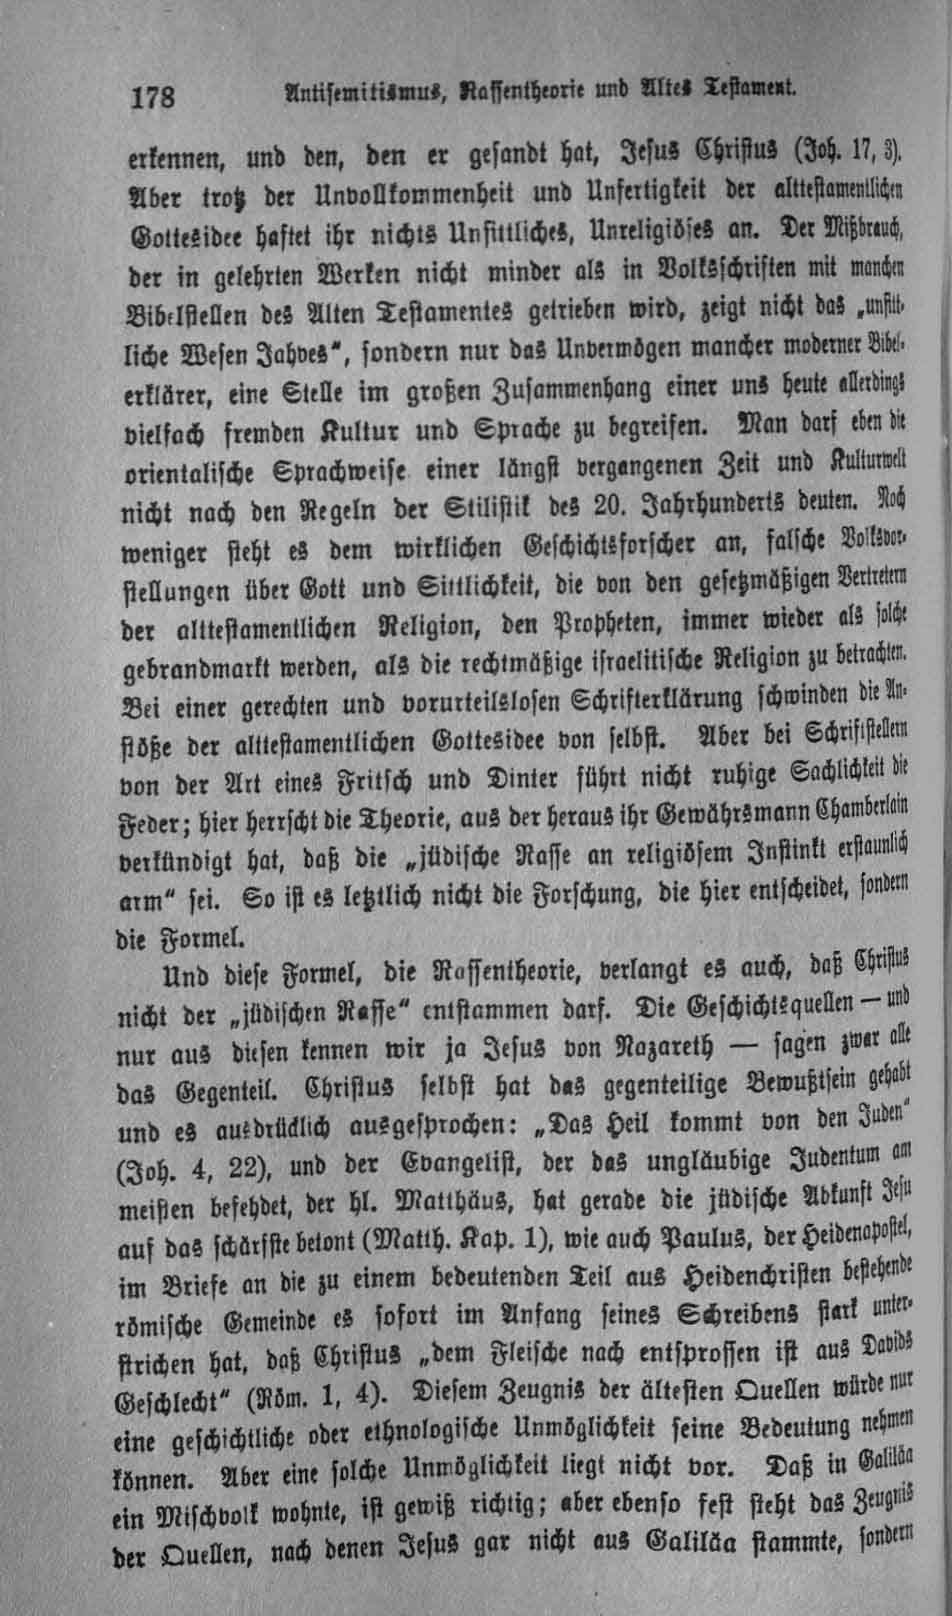 178 Antisemitismus, Rassentheorie und Altes Testament.
erkennen, und den, den er gesandt hat, Jesus Christus (Joh. 17, 3).
Aber trotz der Unvollkommenheit und Unfertigkeit der alttestamentlichen
Gottesidee haftet ihr nichts Unsittliches, Unreligiöses an. Der Mißbrauch,
der in gelehrten Werken nicht minder als in Volksschriften mit manchen
Bibelstellen des Alten Testamentes getrieben wird, zeigt nicht das „unsitt-
liche Wesen Jahves“, sondern nur das Unvermögen mancher moderner Bibel-
erklärer, eine Stelle im großen Zusammenhang einer uns heute allerdings
vielfach fremden Kultur und Sprache zu begreifen. Man darf eben die
orientalische Sprachweise einer längst vergangenen Zeit und Kulturwelt
nicht nach den Regeln der Stilistik des 20. Jahrhunderts deuten. Noch
weniger steht es dem wirklichen Geschichtsforscher an, falsche Volksvor-
stellungen über Gott und Sittlichkeit, die von den gesetzmäßigen Vertretern
der alttestamentlichen Religion, den Propheten, immer wieder als solche
gebrandmarkt werden, als die rechtmäßige israelitische Religion zu betrachten.
Bei einer gerechten und vorurteilslosen Schrifterklärung schwinden die An-
stöße der alttestamentlichen Gottesidee von selbst. Aber bei Schriftstellern
von der Art eines Fritsch und Dinter führt nicht ruhige Sachlichkeit die
Feder; hier herrscht die Theorie, aus der heraus ihr Gewährsmann Chamberlain
verkündigt hat, daß die „jüdische Rasse an religiösem Instinkt erstaunlich
arm“ sei. So ist es letztlich nicht die Forschung, die hier entscheidet, sondern
die Formel.
Und diese Formel, die Rassentheorie, verlangt es auch, daß Christus
nicht der „jüdischen Rasse“ entstammen darf. Die Geschichtsquellen — und
nur aus diesen kennen wir ja Jesus von Nazareth — sagen zwar alle
das Gegenteil. Christus selbst hat das gegenteilige Bewußtsein gehabt
und es ausdrücklich ausgesprochen: „Das Heil kommt von den Juden“
(Joh. 4, 22), und der Evangelist, der das ungläubige Judentum am
meisten befehdet, der hl. Matthäus, hat gerade die jüdische Abkunft Jesu
auf das schärfste betont (Matth. Kap. 1), wie auch Paulus, der Heidenapostel,
im Briefe an die zu einem bedeutenden Teil aus Heidenchristen bestehende
römische Gemeinde es sofort im Anfang seines Schreibens stark unter-
strichen hat, daß Christus „dem Fleische nach entsprossen ist aus Davids
Geschlecht“ (Röm. 1, 4). Diesem Zeugnis der ältesten Quellen würde nur
eine geschichtliche oder ethnologische Unmöglichkeit seine Bedeutung nehmen
können. Aber eine solche Unmöglichkeit liegt nicht vor. Daß in Galiläa
ein Mischvolk wohnte, ist gewiß richtig; aber ebenso fest steht das Zeugnis
der Quellen, nach denen Jesus gar nicht aus Galiläa stammte, sondern